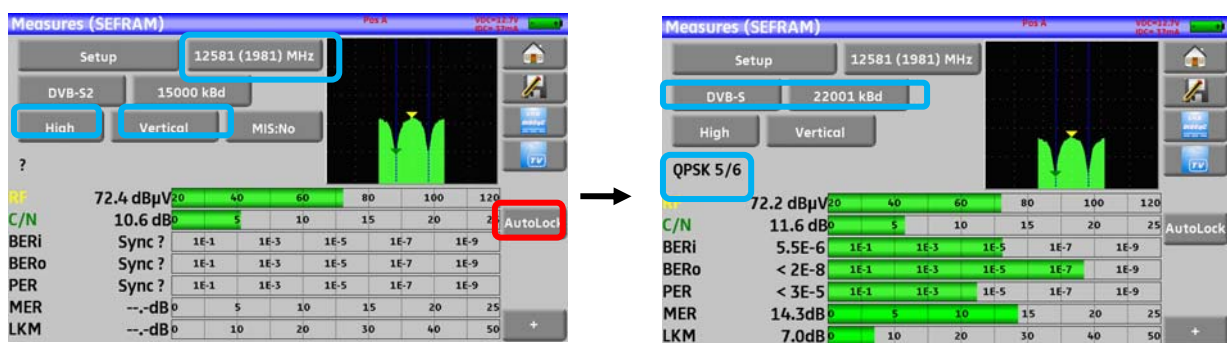 Measures (SEFRAM) Pos A VDC=12.7V
IDC= 37mA
Setup 12581 (1981) MHz
DVB-S2 15000 kBd
High Vertical MIS:No
?
RF 72.4 dBµV 20 40 60 80 100 120
C/N 10.6 dB 0 5 10 15 20 25 AutoLock
BERi Sync ? 1E-1 1E-3 1E-5 1E-7 1E-9
BERo Sync ? 1E-1 1E-3 1E-5 1E-7 1E-9
PER Sync ? 1E-1 1E-3 1E-5 1E-7 1E-9
MER --.-dB 0 5 10 15 20 25
LKM --.-dB 0 10 20 30 40 50 +
TV
Measures (SEFRAM) Pos A VDC=12.7V
IDC= 37mA
Setup 12581 (1981) MHz
DVB-S 22001 kBd
High Vertical
QPSK 5/6
RF 72.2 dBµV 20 40 60 80 100 120
C/N 11.6 dB 0 5 10 15 20 25 AutoLock
BERi 5.5E-6 1E-1 1E-3 1E-5 1E-7 1E-9
BERo < 2E-8 1E-1 1E-3 1E-5 1E-7 1E-9
PER < 3E-5 1E-1 1E-3 1E-5 1E-7 1E-9
MER 14.3dB 0 5 10 15 20 25
LKM 7.0dB 0 10 20 30 40 50 +
TV